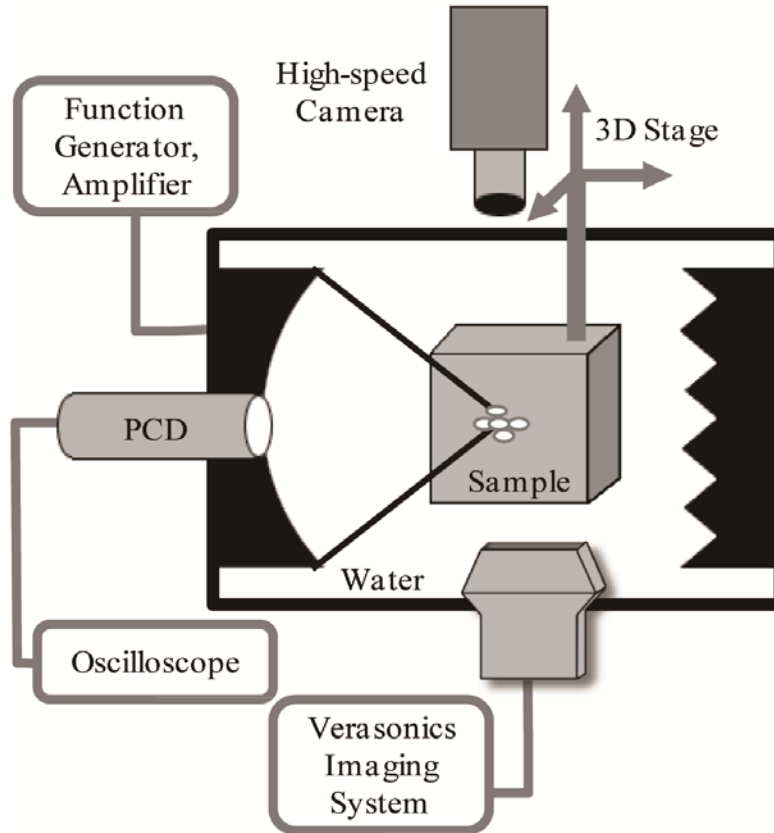 High-speed
Camera
Function
Generator,
Amplifier
3D Stage
PCD
Sample
Water
Oscilloscope
Verasonics
Imaging
System